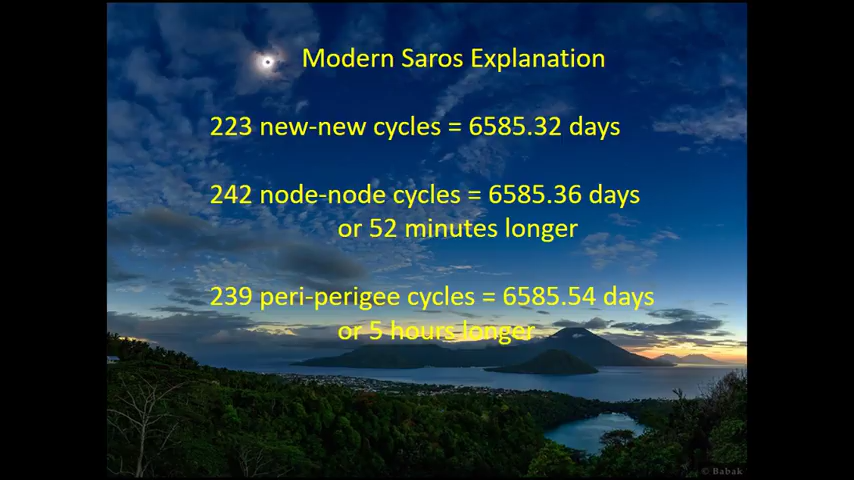 Modern Saros Explanation
223 new-new cycles = 6585.32 days
242 node-node cycles = 6585.36 days
or 52 minutes longer
239 peri-perigee cycles = 6585.54 days
or 5 hours longer
© Babak